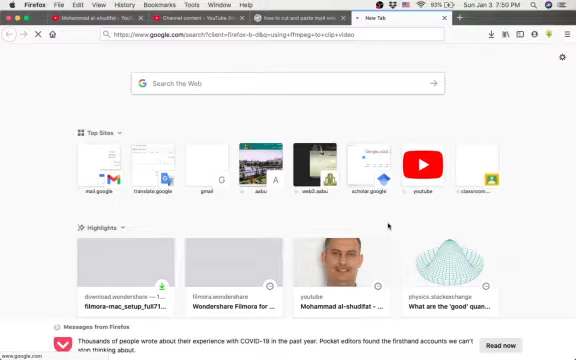 Firefox File Edit View History Bookmarks Tools Window Help 93% Sun Jan 3 7:50 PM
Mohammad al-shudifat - You Channel content - YouTube S how to cut and paste mp4 wind New Tab
https://www.google.com/search?client=firefox-b-d&q=using+ffmpeg+to+clip+video
Search the Web
Top Sites
G A
mail.google translate.google gmail aabu web2.aabu scholar.google youtube classroom...
Highlights
download.wondershare — 1... filmora.wondershare youtube physics.stackexchange
filmora-mac_setup_full71... Wondershare Filmora for ... Mohammad al-shudifat - ... What are the 'good' quan...
Messages from Firefox
Thousands of people wrote about their experience with COVID-19 in the past year. Pocket editors found the firsthand accounts we can't
stop thinking about.
Read now
www.google.com